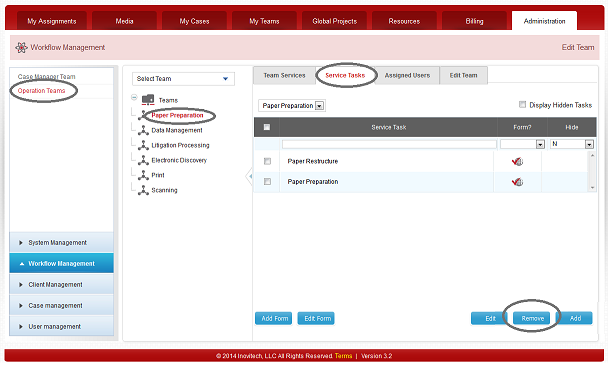 My Assignments Media My Cases My Teams Global Projects Resources Billing Administration
Workflow Management Edit Team
Case Manager Team
Operation Teams
System Management
Workflow Management
Client Management
Case management
User management
Select Team
Teams
Paper Preparation
Data Management
Litigation Processing
Electronic Discovery
Print
Scanning
Team Services Service Tasks Assigned Users Edit Team
Paper Preparation Display Hidden Tasks
Service Task Form? Hide
N
Paper Restructure
Paper Preparation
Add Form Edit Form Edit Remove Add
© 2014 Inovitech, LLC All Rights Reserved. Terms | Version 3.2